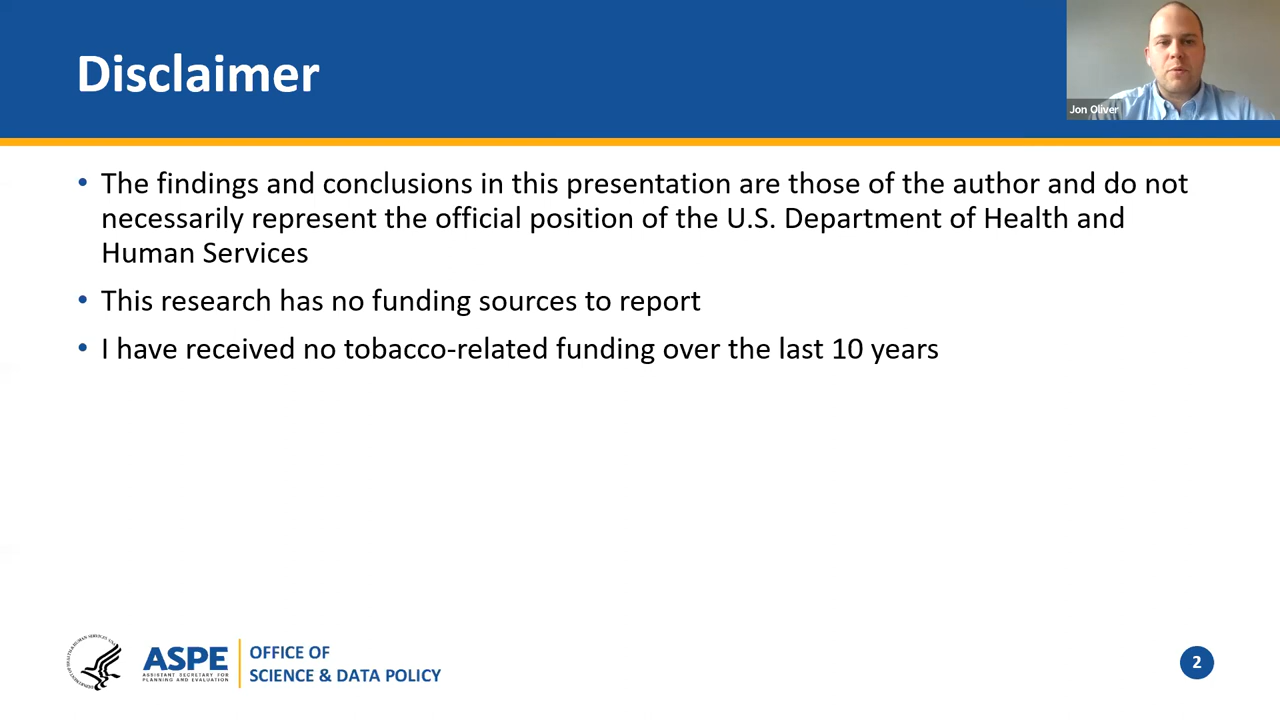 Disclaimer
Jon Oliver
• The findings and conclusions in this presentation are those of the author and do not
necessarily represent the official position of the U.S. Department of Health and
Human Services
• This research has no funding sources to report
• I have received no tobacco-related funding over the last 10 years
ASPE
ASSISTANT SECRETARY FOR
PLANNING AND EVALUATION
OFFICE OF
SCIENCE & DATA POLICY
2